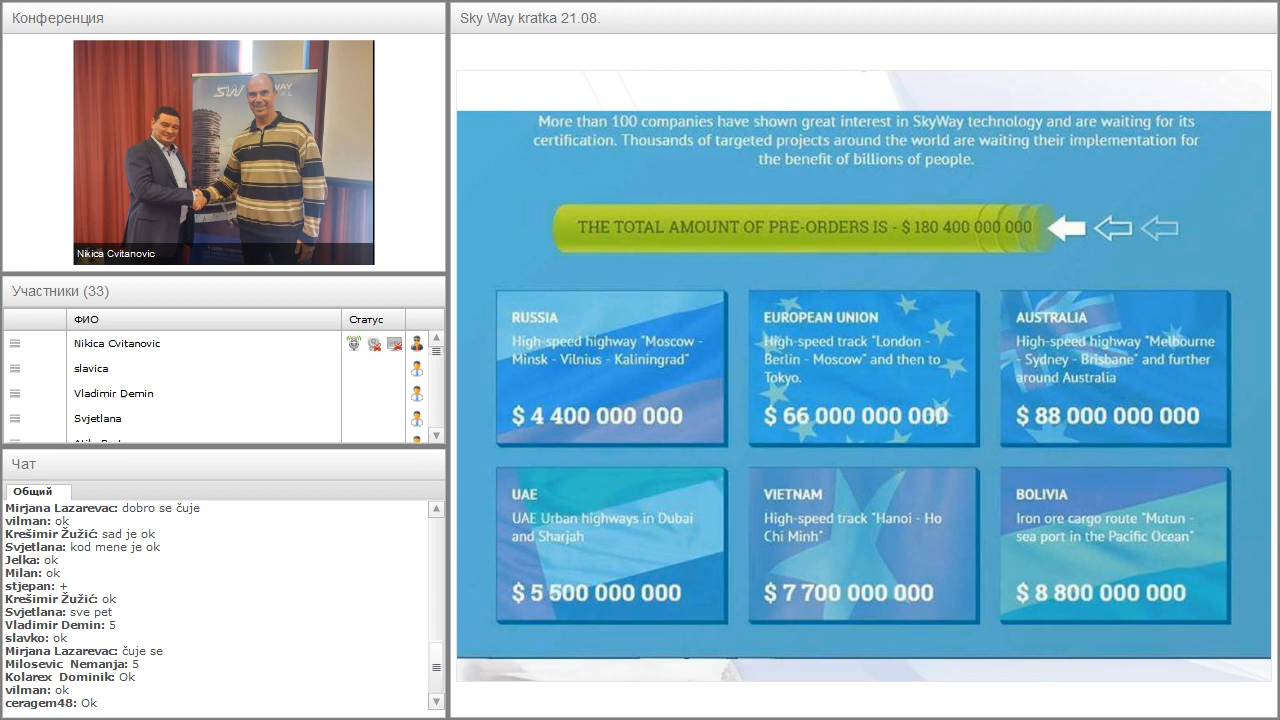 Конференция
SW WAY
Nikica Cvitanovic
Участники (33)
ФИО
Статус
Nikica Cvitanovic
slavica
Vladimir Demin
Svjetlana
Чат
Общий
Mirjana Lazarevac: dobro se čuje
vilman: ok
Krešimir Žužić: sad je ok
Svjetlana: kod mene je ok
Jelka: ok
Milan: ok
stjepan: +
Krešimir Žužić: ok
Svjetlana: sve pet
Vladimir Demin: 5
slavko: ok
Mirjana Lazarevac: čuje se
Milosevic Nemanja: 5
Kolarex Dominik: Ok
vilman: ok
ceragem48: Ok
Sky Way kratka 21.08.
More than 100 companies have shown great interest in SkyWay technology and are waiting for its
certification. Thousands of targeted projects around the world are waiting their implementation for
the benefit of billions of people.
THE TOTAL AMOUNT OF PRE-ORDERS IS - $ 180 400 000 000
RUSSIA
High-speed highway "Moscow -
Minsk - Vilnius - Kaliningrad"
$ 4 400 000 000
EUROPEAN UNION
High-speed track "London -
Berlin - Moscow" and then to
Tokyo.
$ 66 000 000 000
AUSTRALIA
High-speed highway "Melbourne
- Sydney - Brisbane" and further
around Australia
$ 88 000 000 000
UAE
UAE Urban highways in Dubai
and Sharjah
$ 5 500 000 000
VIETNAM
High-speed track "Hanoi - Ho
Chi Minh"
$ 7 700 000 000
BOLIVIA
Iron ore cargo route "Mutun -
sea port in the Pacific Ocean"
$ 8 800 000 000